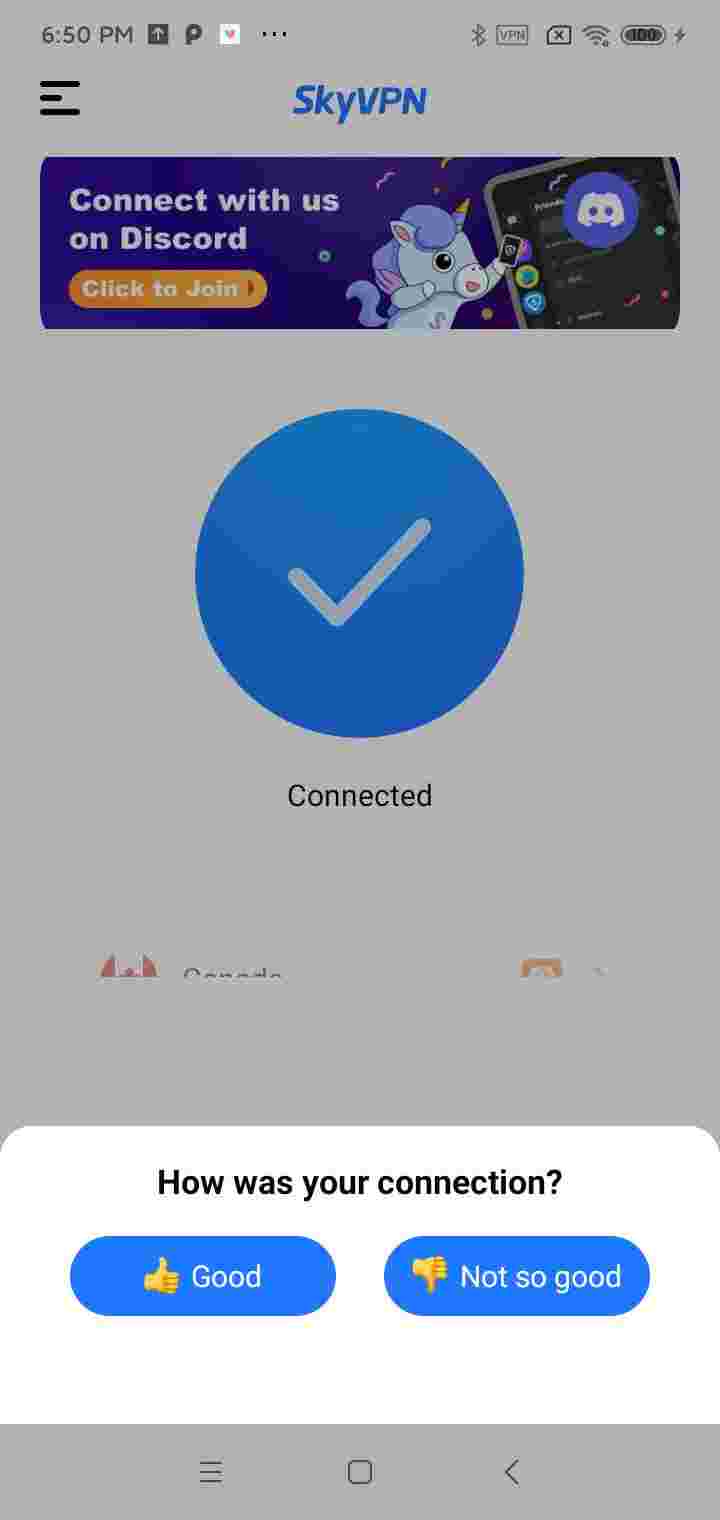 6:50 PM
VPN
100
SkyVPN
Connect with us
on Discord
Click to Join
Connected
Canada
How was your connection?
👍 Good
👎 Not so good